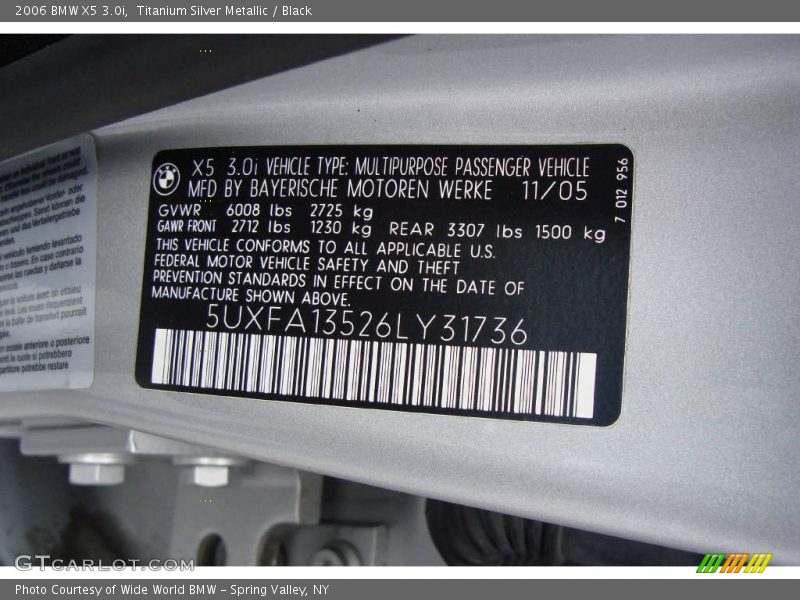 2006 BMW X5 3.0i, Titanium Silver Metallic / Black
X5 3.0i VEHICLE TYPE: MULTIPURPOSE PASSENGER VEHICLE
MFD BY BAYERISCHE MOTOREN WERKE 11/05
GVWR 6008 lbs 2725 kg
GAWR FRONT 2712 lbs 1230 kg REAR 3307 lbs 1500 kg
THIS VEHICLE CONFORMS TO ALL APPLICABLE U.S.
FEDERAL MOTOR VEHICLE SAFETY AND THEFT
PREVENTION STANDARDS IN EFFECT ON THE DATE OF
MANUFACTURE SHOWN ABOVE.
5UXFA13526LY31736
7 012 956
GTcarlot.com
Photo Courtesy of Wide World BMW - Spring Valley, NY